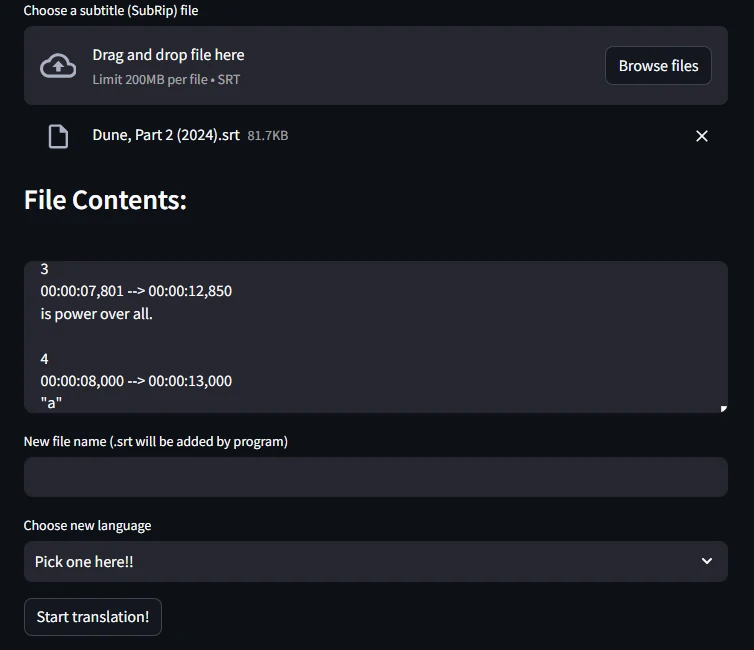 Choose a subtitle (SubRip) file
Drag and drop file here
Limit 200MB per file • SRT
Browse files
Dune, Part 2 (2024).srt 81.7KB
File Contents:
3
00:00:07,801 --> 00:00:12,850
is power over all.
4
00:00:08,000 --> 00:00:13,000
"a"
New file name (.srt will be added by program)
Choose new language
Pick one here!!
Start translation!